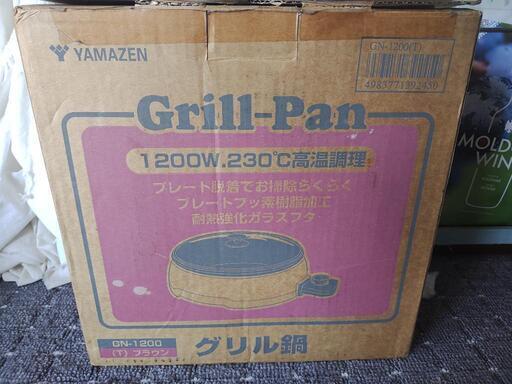 YAMAZEN
GN-1200(T)
4983771392450
Grill-Pan
1200W.230℃高温調理
プレート脱着でお掃除らくらく
プレートフッ素樹脂加工
耐熱強化ガラスフタ
GN-1200
(T) ブラウン
グリル鍋
MOLD
WIN